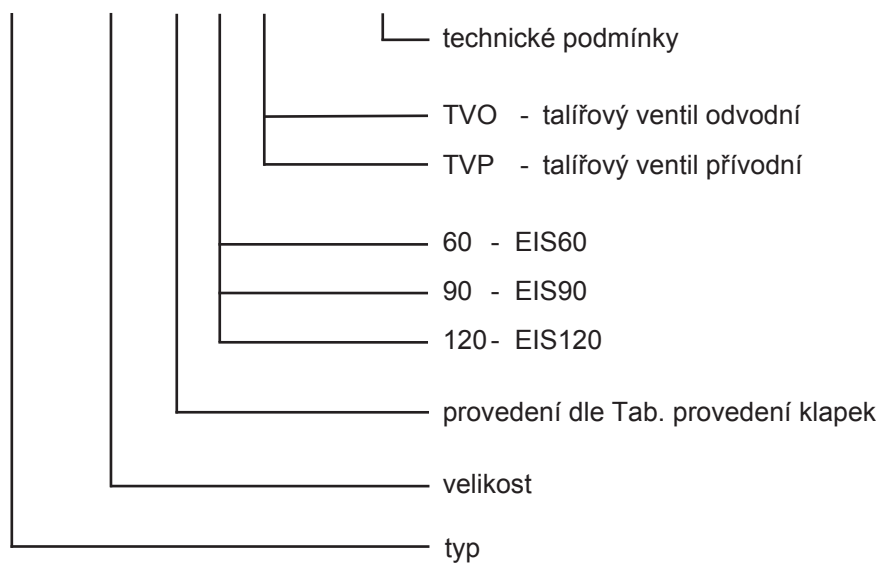 technické podmínky
TVO - talířový ventil odvodní
TVP - talířový ventil přívodní
60 - EIS60
90 - EIS90
120- EIS120
provedení dle Tab. provedení klapek
velikost
typ